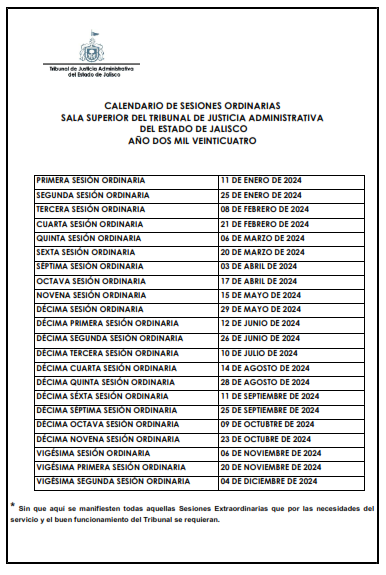 Tribunal de Justicia Administrativa
del Estado de Jalisco
CALENDARIO DE SESIONES ORDINARIAS
SALA SUPERIOR DEL TRIBUNAL DE JUSTICIA ADMINISTRATIVA
DEL ESTADO DE JALISCO
AÑO DOS MIL VEINTICUATRO
PRIMERA SESIÓN ORDINARIA 11 DE ENERO DE 2024
SEGUNDA SESIÓN ORDINARIA 25 DE ENERO DE 2024
TERCERA SESIÓN ORDINARIA 08 DE FEBRERO DE 2024
CUARTA SESIÓN ORDINARIA 21 DE FEBRERO DE 2024
QUINTA SESIÓN ORDINARIA 06 DE MARZO DE 2024
SEXTA SESIÓN ORDINARIA 20 DE MARZO DE 2024
SÉPTIMA SESIÓN ORDINARIA 03 DE ABRIL DE 2024
OCTAVA SESIÓN ORDINARIA 17 DE ABRIL DE 2024
NOVENA SESIÓN ORDINARIA 15 DE MAYO DE 2024
DÉCIMA SESIÓN ORDINARIA 29 DE MAYO DE 2024
DÉCIMA PRIMERA SESIÓN ORDINARIA 12 DE JUNIO DE 2024
DÉCIMA SEGUNDA SESIÓN ORDINARIA 26 DE JUNIO DE 2024
DÉCIMA TERCERA SESIÓN ORDINARIA 10 DE JULIO DE 2024
DÉCIMA CUARTA SESIÓN ORDINARIA 14 DE AGOSTO DE 2024
DÉCIMA QUINTA SESIÓN ORDINARIA 28 DE AGOSTO DE 2024
DÉCIMA SÉXTA SESIÓN ORDINARIA 11 DE SEPTIEMBRE DE 2024
DÉCIMA SÉPTIMA SESIÓN ORDINARIA 25 DE SEPTIEMBRE DE 2024
DÉCIMA OCTAVA SESIÓN ORDINARIA 09 DE OCTUBTRE DE 2024
DÉCIMA NOVENA SESIÓN ORDINARIA 23 DE OCTUBRE DE 2024
VIGÉSIMA SESIÓN ORDINARIA 06 DE NOVIEMBRE DE 2024
VIGÉSIMA PRIMERA SESIÓN ORDINARIA 20 DE NOVIEMBRE DE 2024
VIGÉSIMA SEGUNDA SESIÓN ORDINARIA 04 DE DICIEMBRE DE 2024
* Sin que aquí se manifiesten todas aquellas Sesiones Extraordinarias que por las necesidades del
servicio y el buen funcionamiento del Tribunal se requieran.